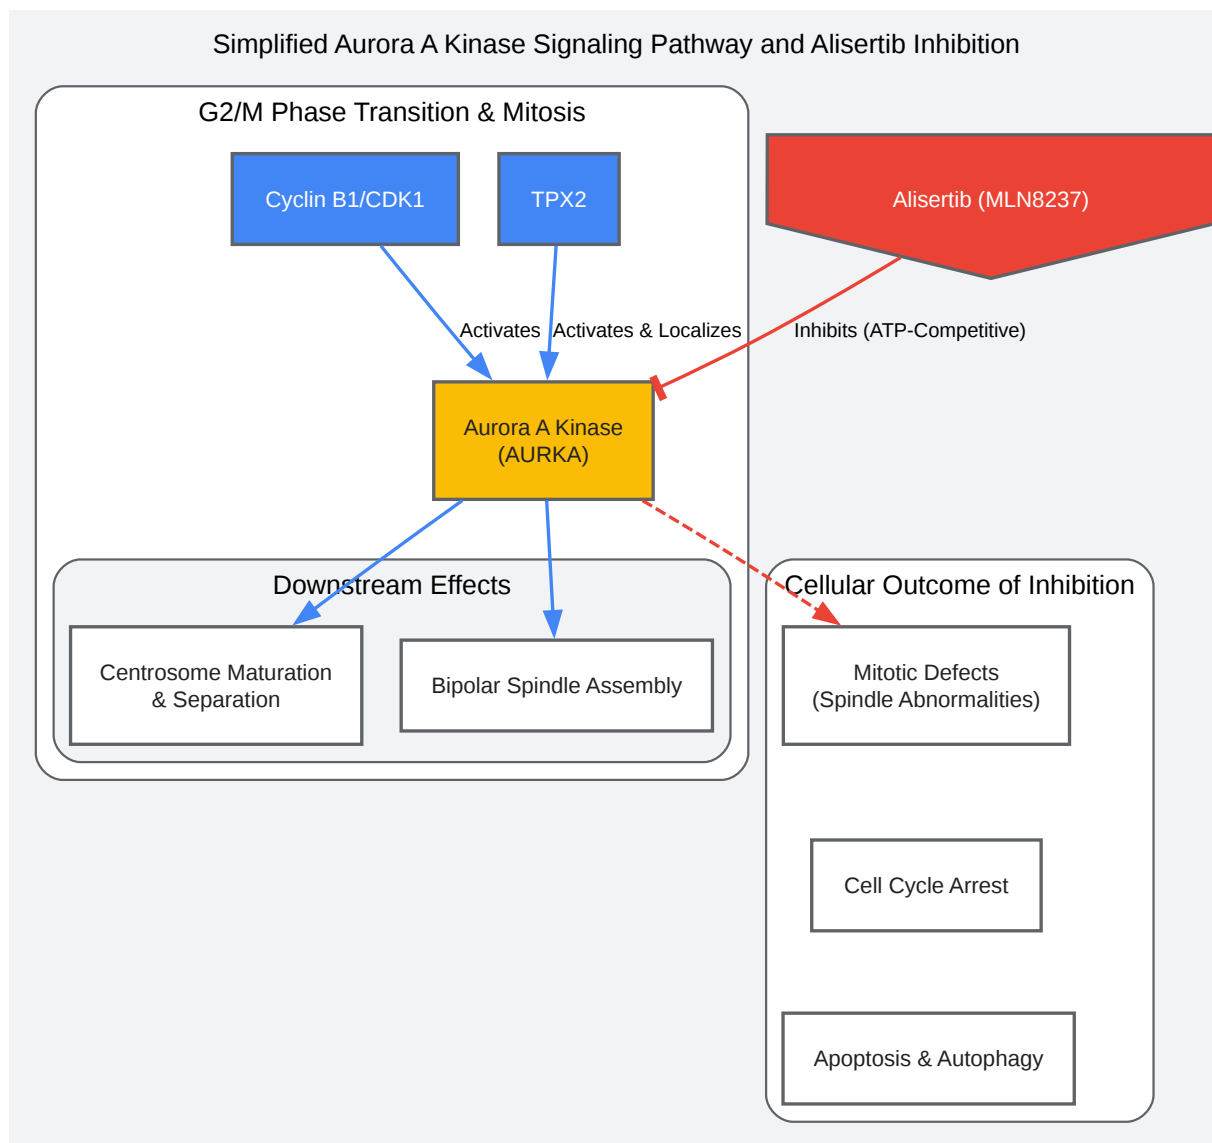 Simplified Aurora A Kinase Signaling Pathway and Alisertib Inhibition
G2/M Phase Transition & Mitosis
Cyclin B1/CDK1
TPX2
Alisertib (MLN8237)
Activates
Activates & Localizes
Inhibits (ATP-Competitive)
Aurora A Kinase
(AURKA)
Downstream Effects
Cellular Outcome of Inhibition
Centrosome Maturation
& Separation
Bipolar Spindle Assembly
Mitotic Defects
(Spindle Abnormalities)
Cell Cycle Arrest
Apoptosis & Autophagy